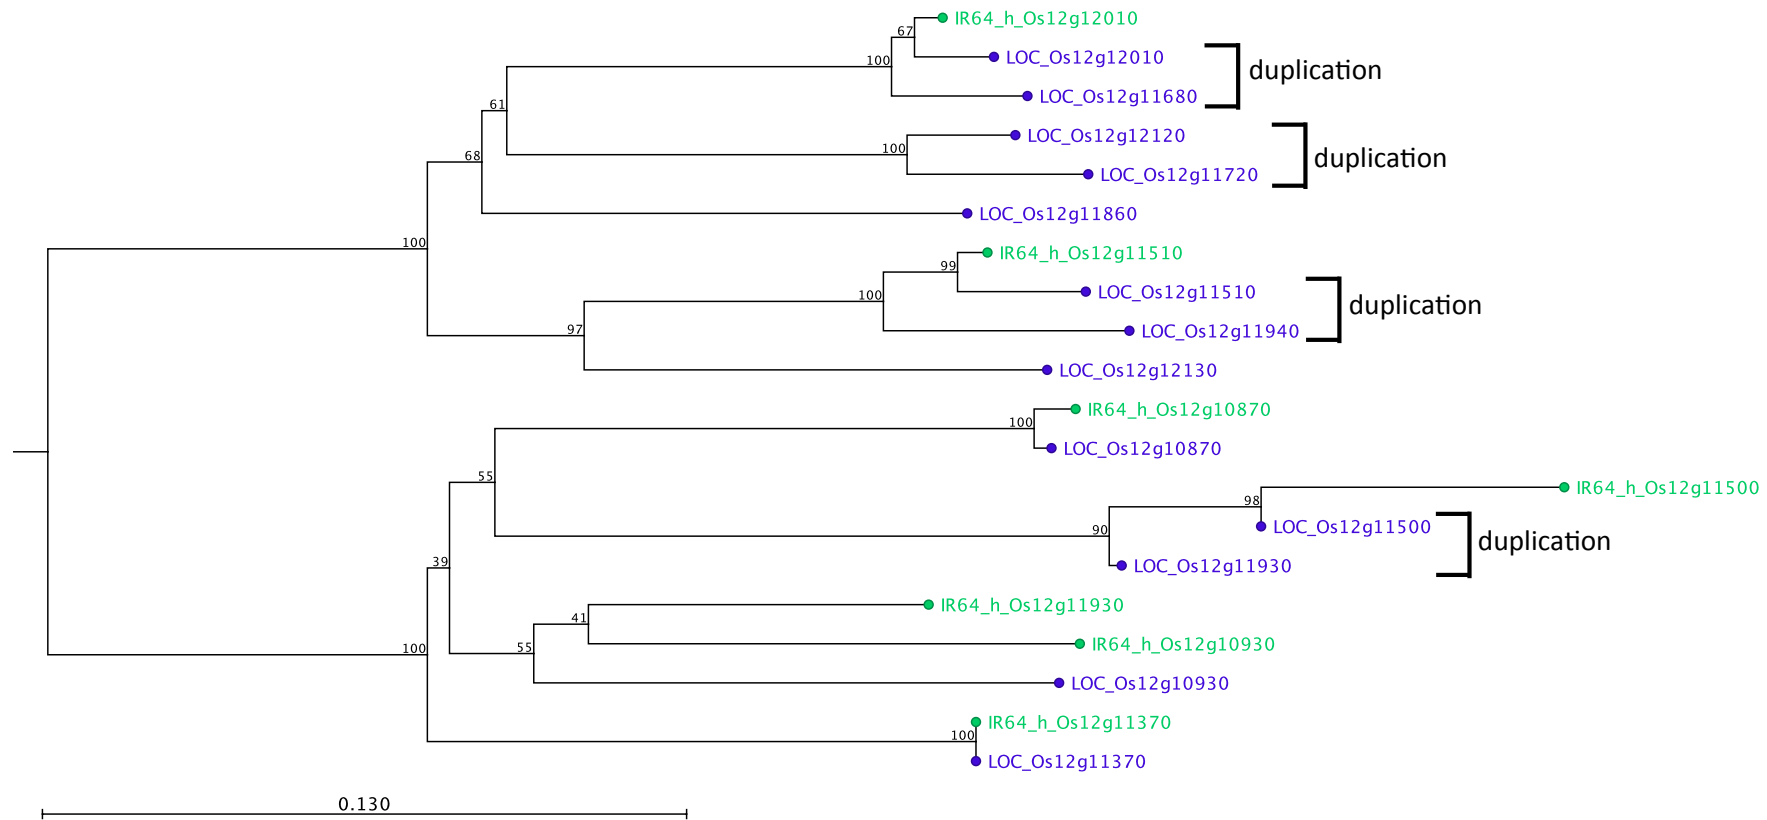 IR64_h_Os12g12010
67
LOC_Os12g12010
duplication
100
LOC_Os12g11680
61
LOC_Os12g12120
100
duplication
68
LOC_Os12g11720
LOC_Os12g11860
100
IR64_h_Os12g11510
99
LOC_Os12g11510
100
duplication
97
LOC_Os12g11940
LOC_Os12g12130
IR64_h_Os12g10870
100
LOC_Os12g10870
55
IR64_h_Os12g11500
98
LOC_Os12g11500
90
duplication
39
LOC_Os12g11930
IR64_h_Os12g11930
41
IR64_h_Os12g10930
55
100
LOC_Os12g10930
IR64_h_Os12g11370
100
LOC_Os12g11370
0.130